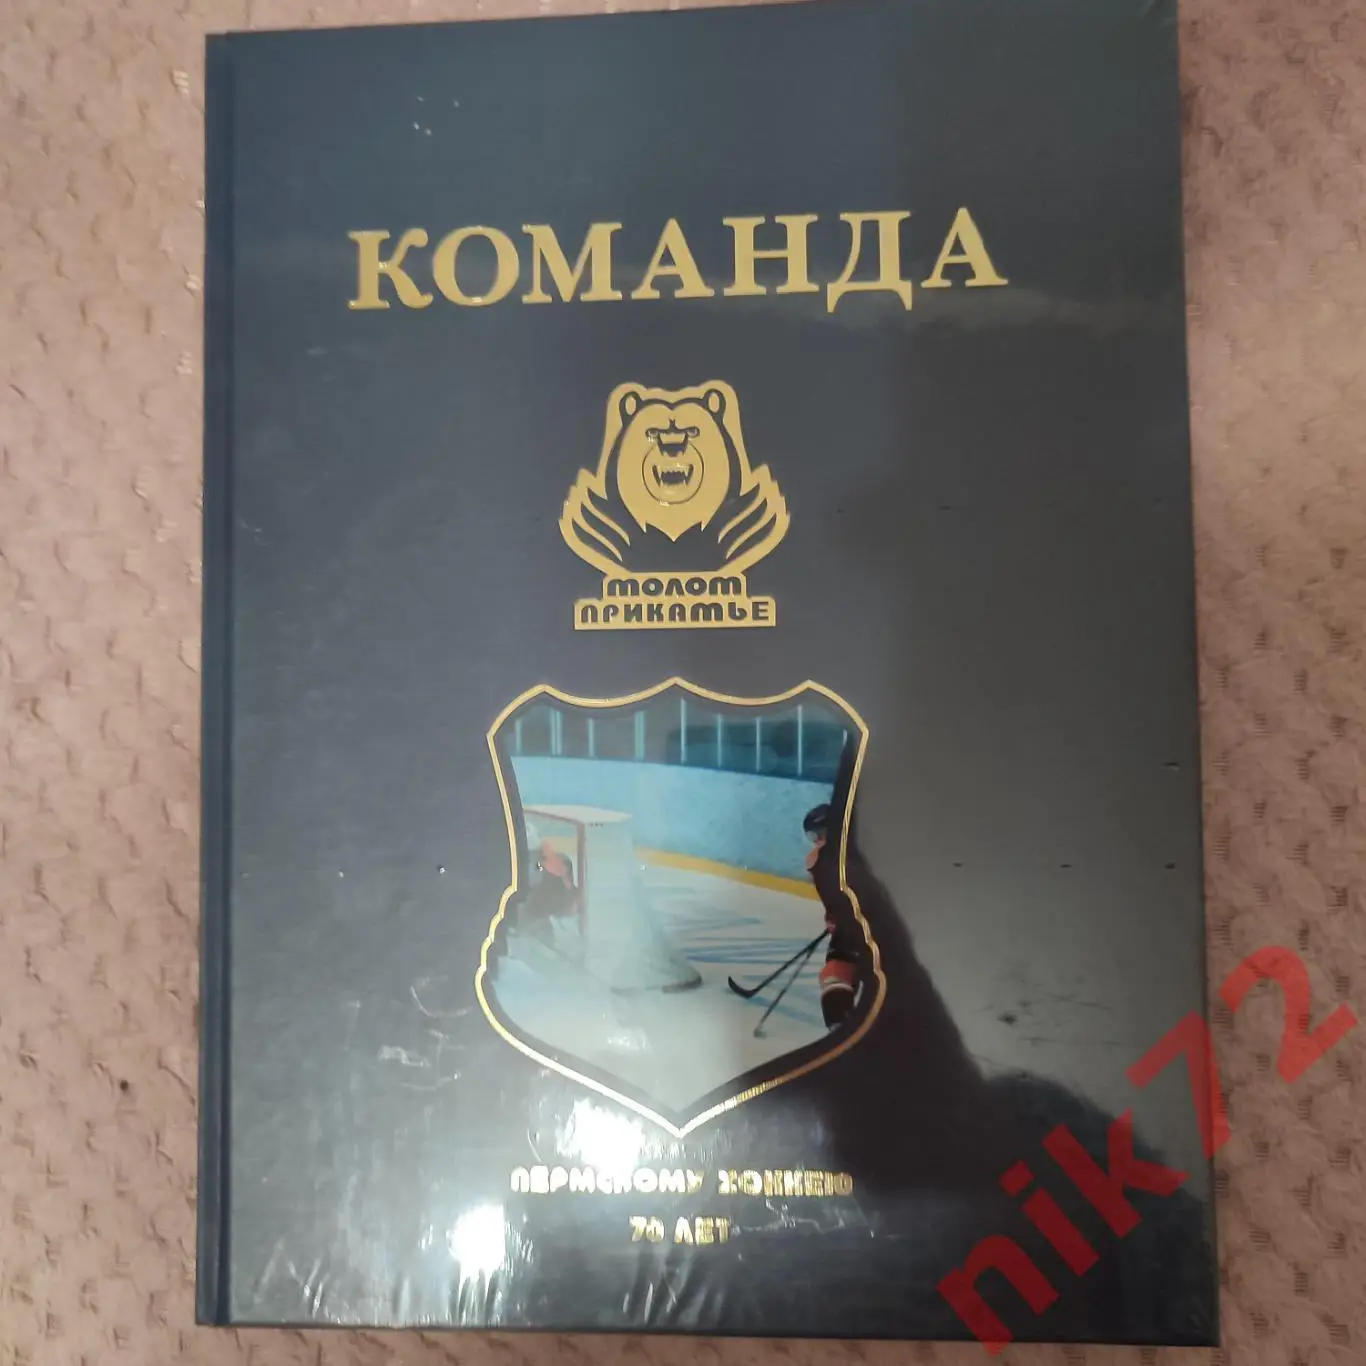 КОМАНДА
МОЛОТ
ПРИКАМЬЕ
ПЕРМСКОМУ ХОККЕЮ
70 ЛЕТ
nik72